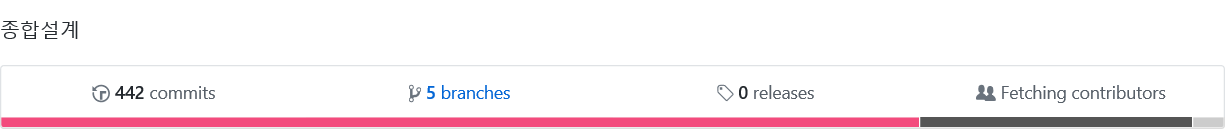 종합설계
442 commits 5 branches 0 releases Fetching contributors